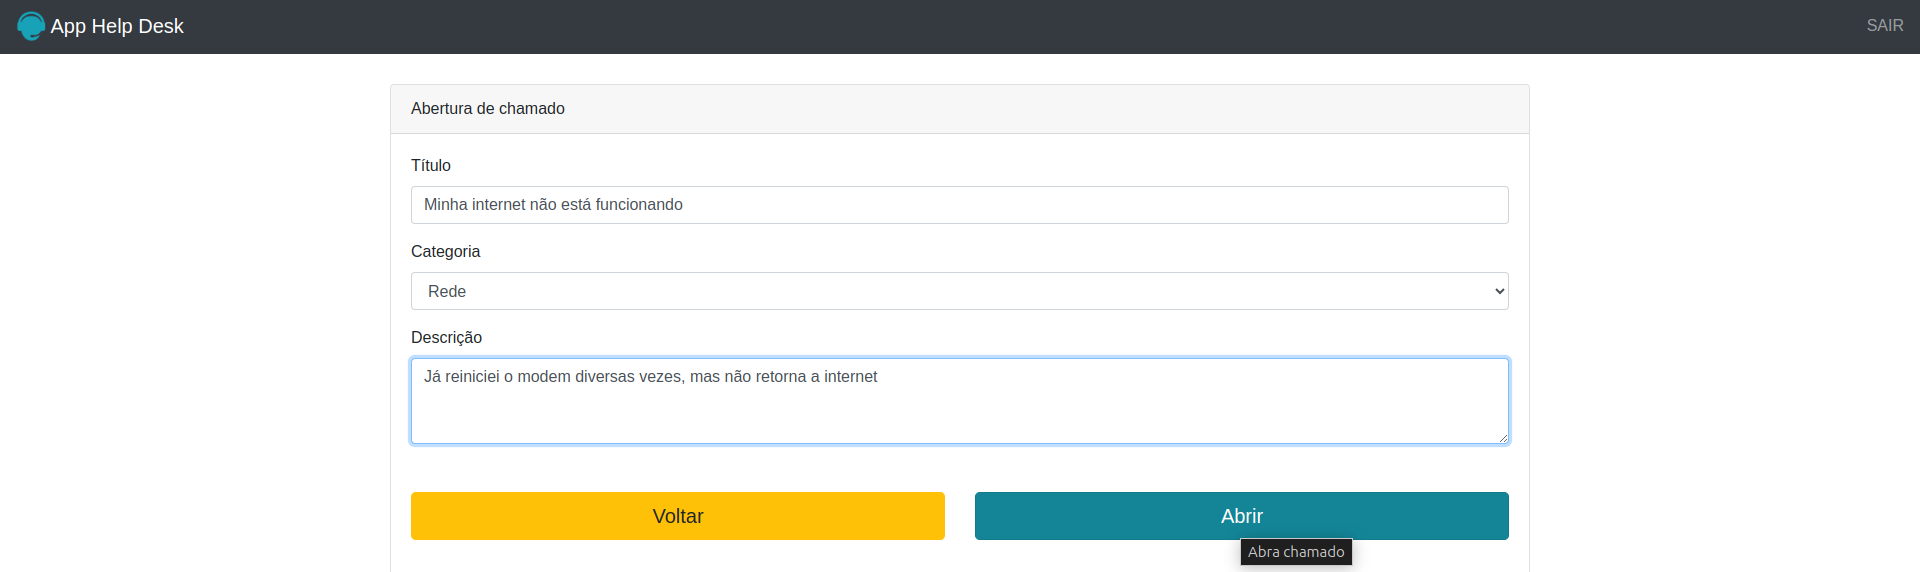 App Help Desk
SAIR
Abertura de chamado
Título
Minha internet não está funcionando
Categoria
Rede
Descrição
Já reiniciei o modem diversas vezes, mas não retorna a internet
Voltar
Abrir
Abra chamado